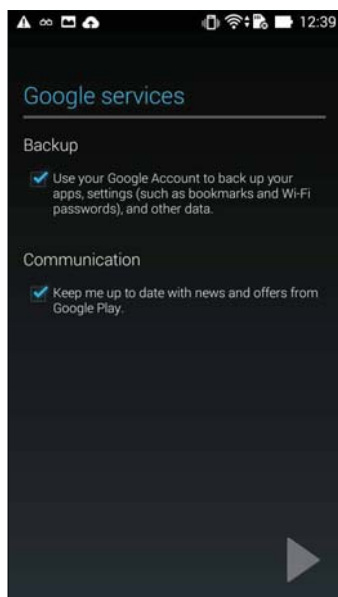 12:39
Google services
Backup
Use your Google Account to back up your
apps, settings (such as bookmarks and Wi-Fi
passwords), and other data.
Communication
Keep me up to date with news and offers from
Google Play.